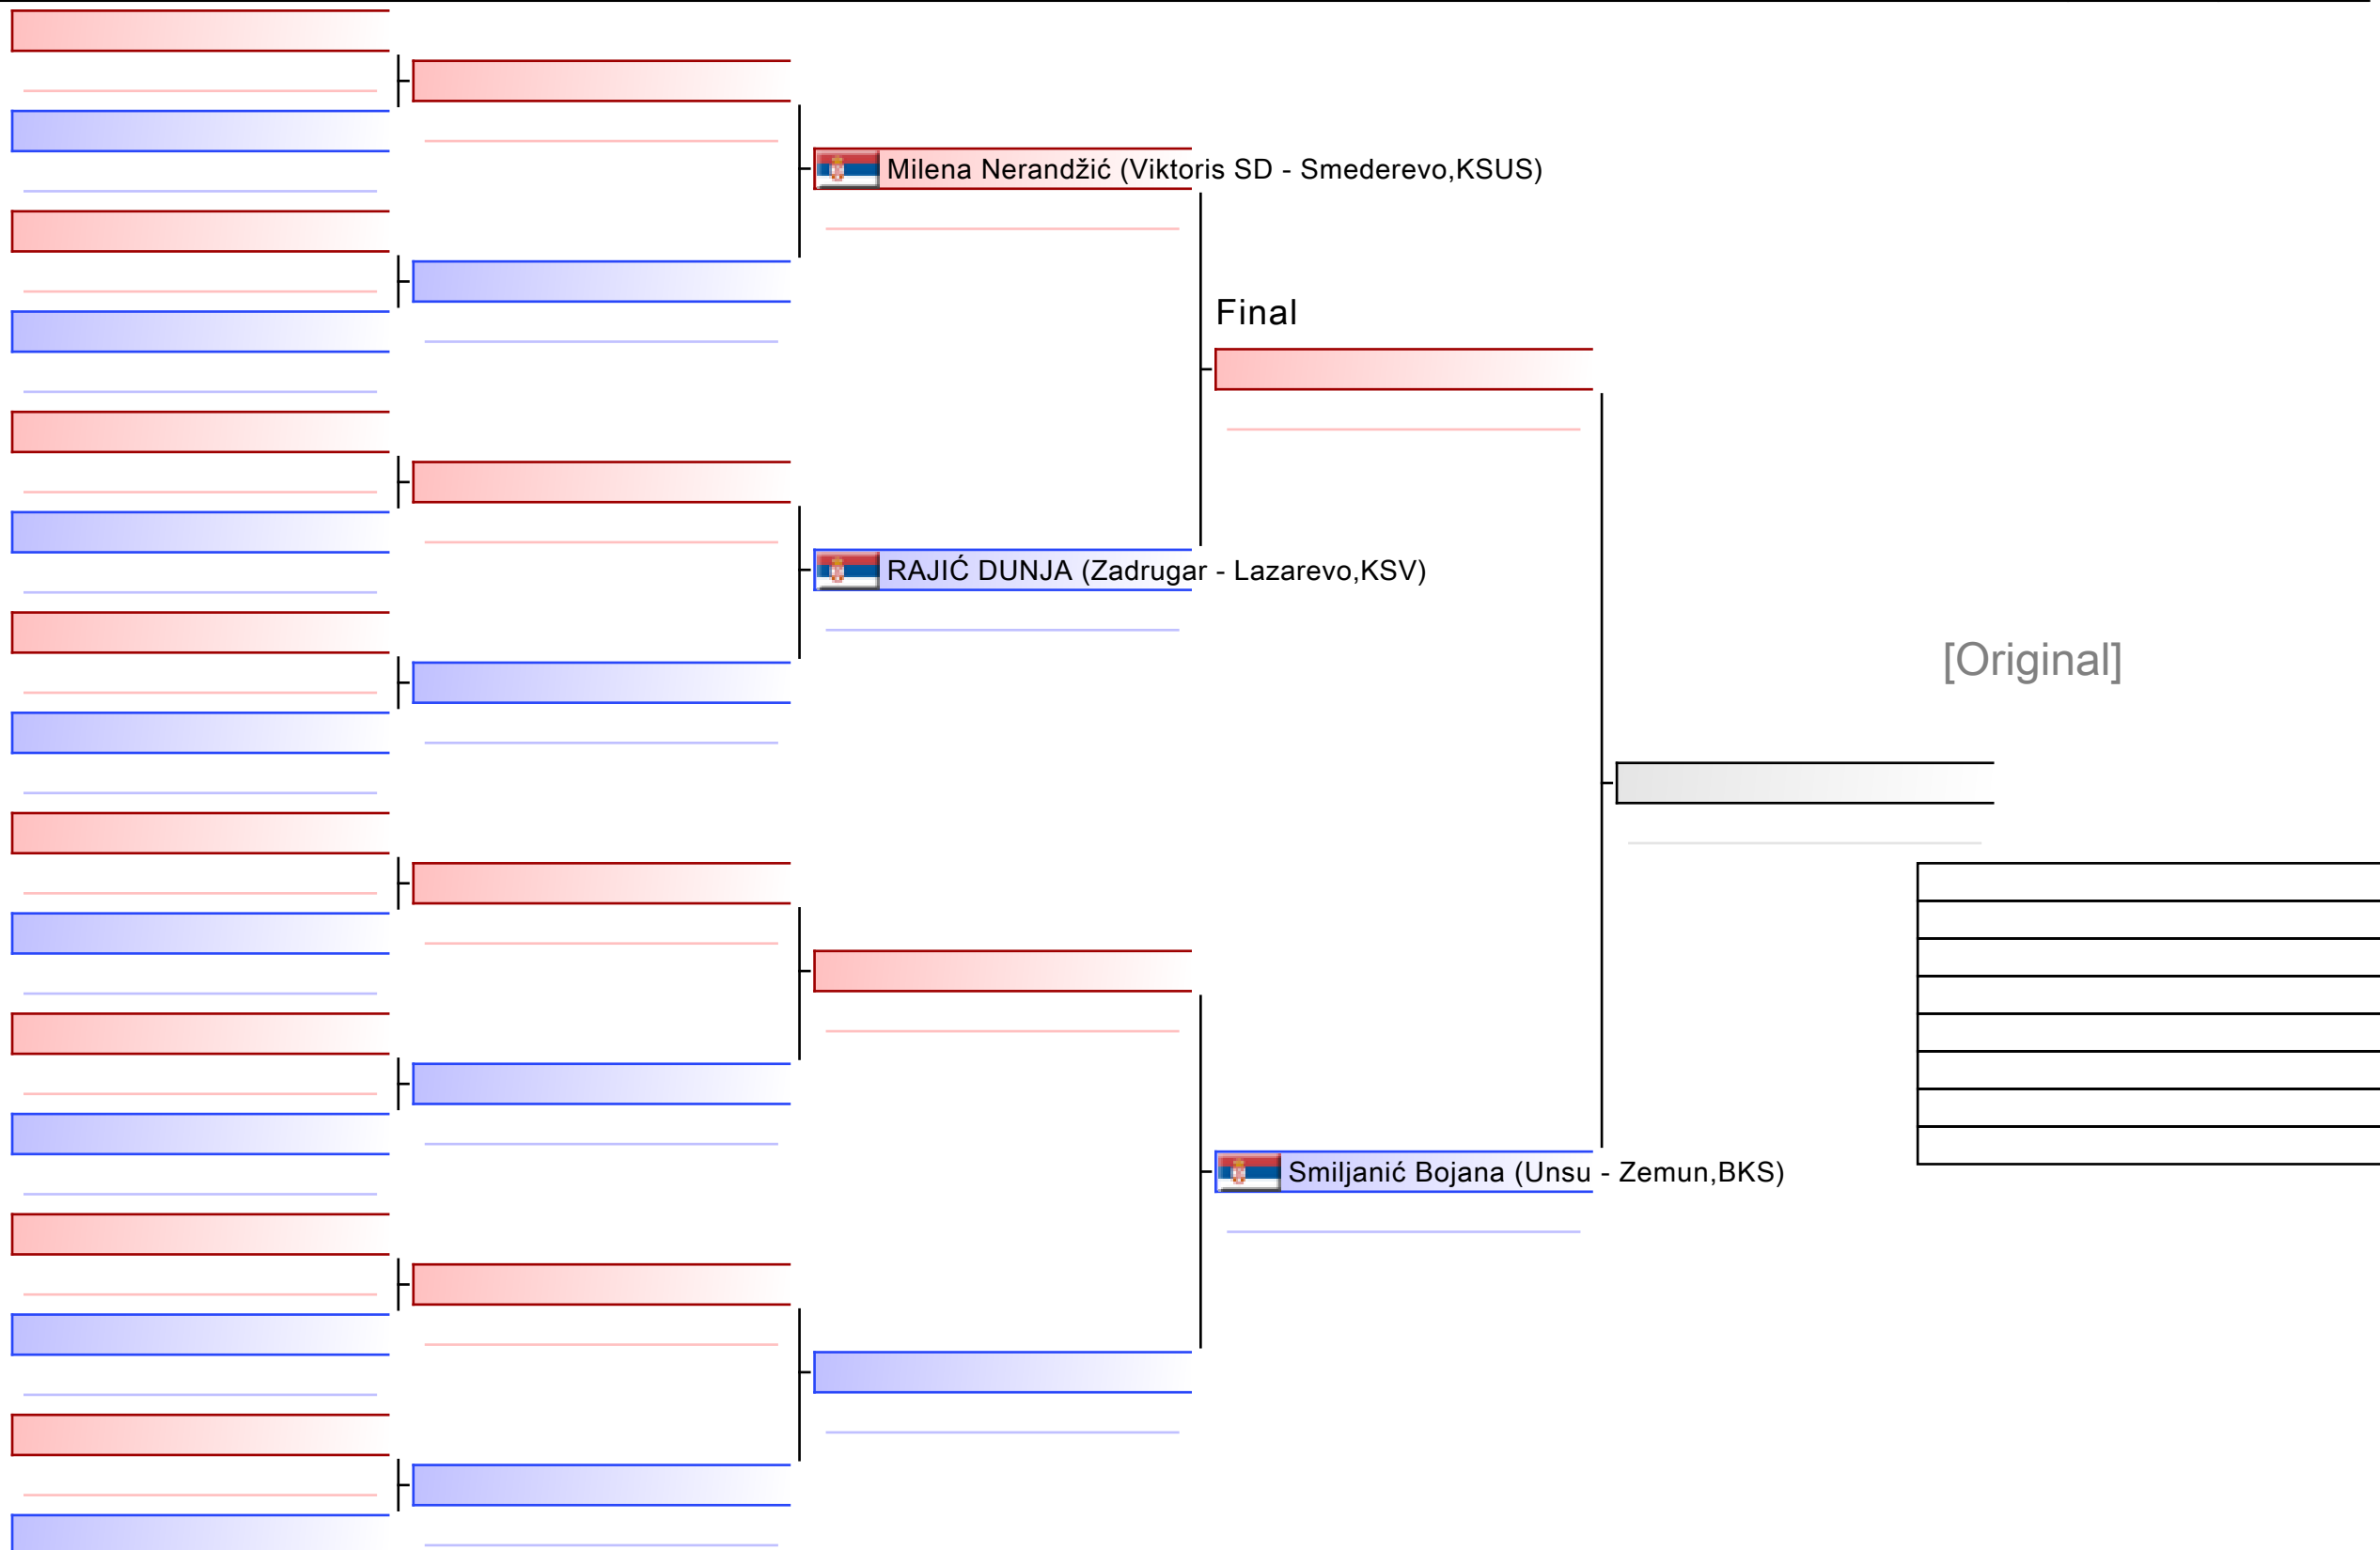 Milena Nerandžić (Viktoris SD - Smederevo,KSUS)
Final
RAJIĆ DUNJA (Zadrugar - Lazarevo,KSV)
[Original]
Smiljanić Bojana (Unsu - Zemun,BKS)